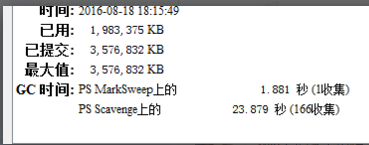 时间: 2016-08-18 18:15:49
已用: 1,983,375 KB
已提交: 3,576,832 KB
最大值: 3,576,832 KB
GC 时间: PS MarkSweep上的 1.881 秒 (1收集)
PS Scavenge上的 23.879 秒 (166收集)